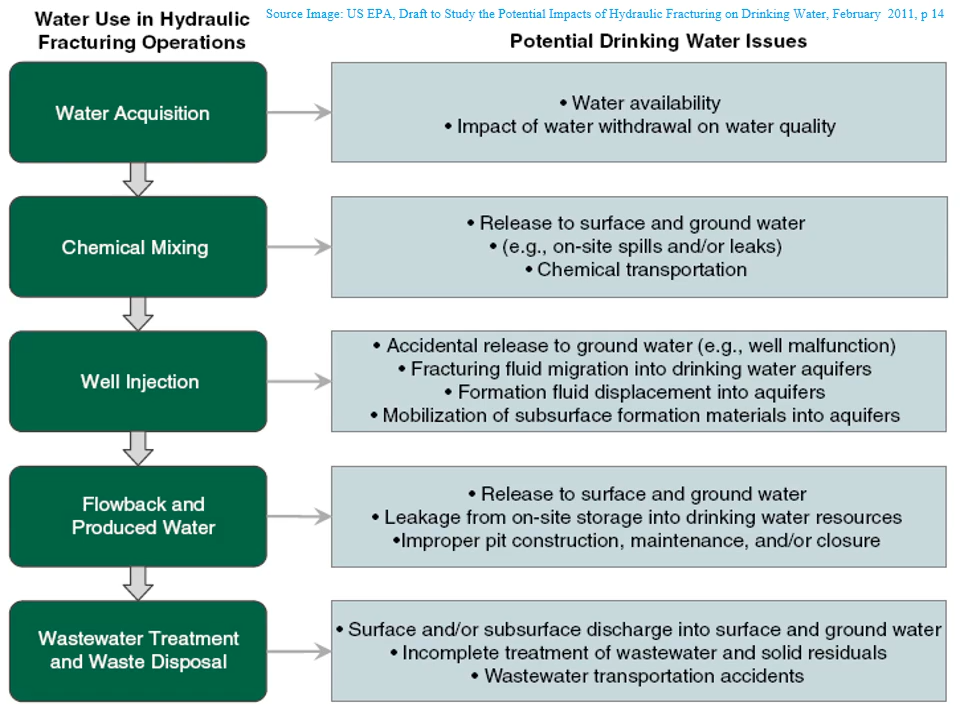 Water Use in Hydraulic
Fracturing Operations
Source Image: US EPA, Draft to Study the Potential Impacts of Hydraulic Fracturing on Drinking Water, February 2011, p 14
Potential Drinking Water Issues
Water Acquisition
• Water availability
• Impact of water withdrawal on water quality
Chemical Mixing
• Release to surface and ground water
• (e.g., on-site spills and/or leaks)
• Chemical transportation
Well Injection
• Accidental release to ground water (e.g., well malfunction)
• Fracturing fluid migration into drinking water aquifers
• Formation fluid displacement into aquifers
• Mobilization of subsurface formation materials into aquifers
Flowback and
Produced Water
• Release to surface and ground water
• Leakage from on-site storage into drinking water resources
•Improper pit construction, maintenance, and/or closure
Wastewater Treatment
and Waste Disposal
• Surface and/or subsurface discharge into surface and ground water
• Incomplete treatment of wastewater and solid residuals
• Wastewater transportation accidents